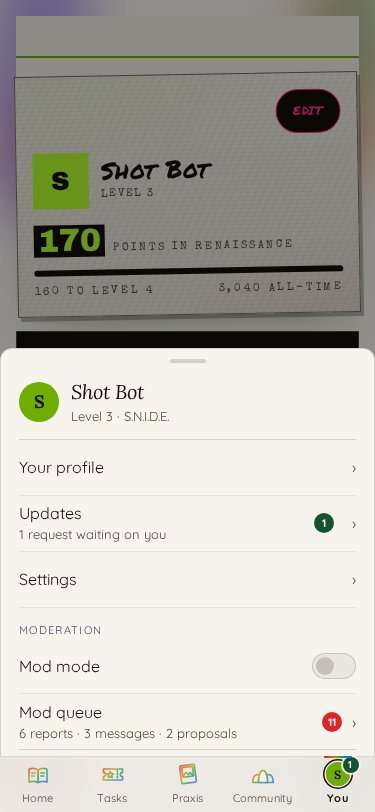 EDIT
S
SHOT BOT
LEVEL 3
170 POINTS IN RENAISSANCE
160 TO LEVEL 4 3,040 ALL-TIME
S
Shot Bot
Level 3 · S.N.I.D.E.
Your profile ›
Updates
1 request waiting on you
1 ›
Settings ›
MODERATION
Mod mode
Mod queue
6 reports · 3 messages · 2 proposals
11 ›
S 1
Home Tasks Praxis Community You